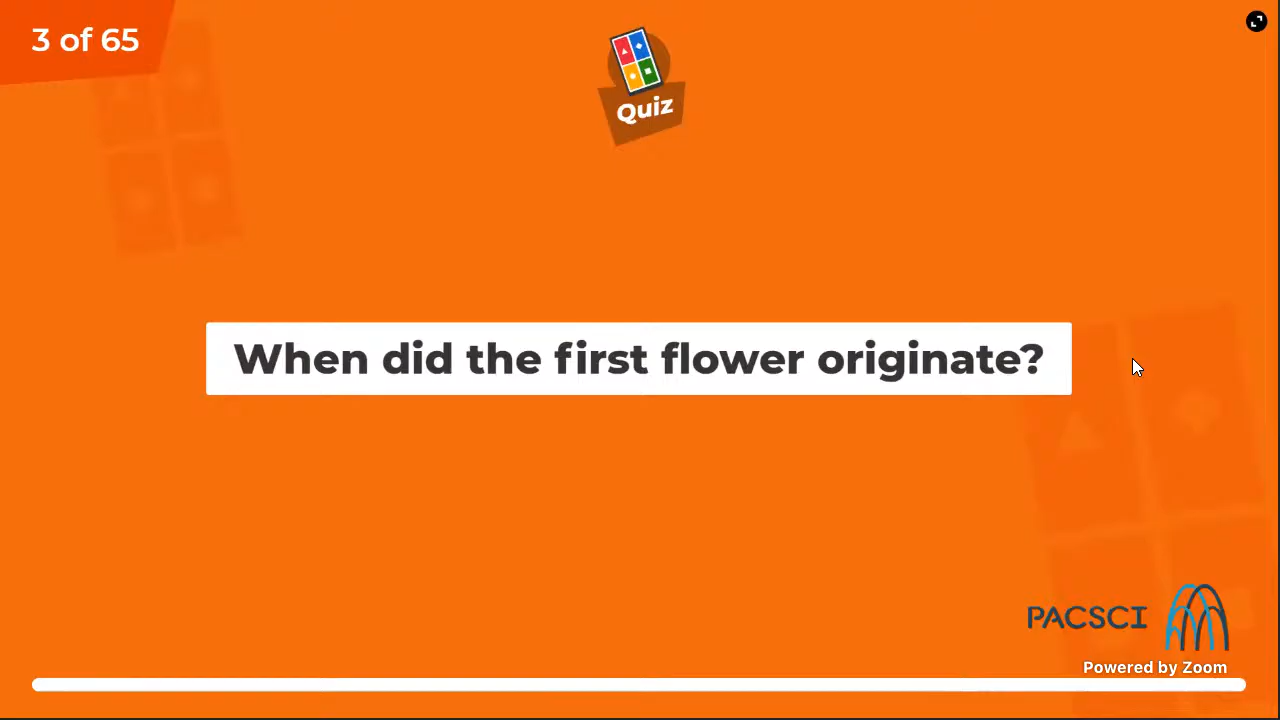 3 of 65
Quiz
When did the first flower originate?
PACSCI
Powered by Zoom